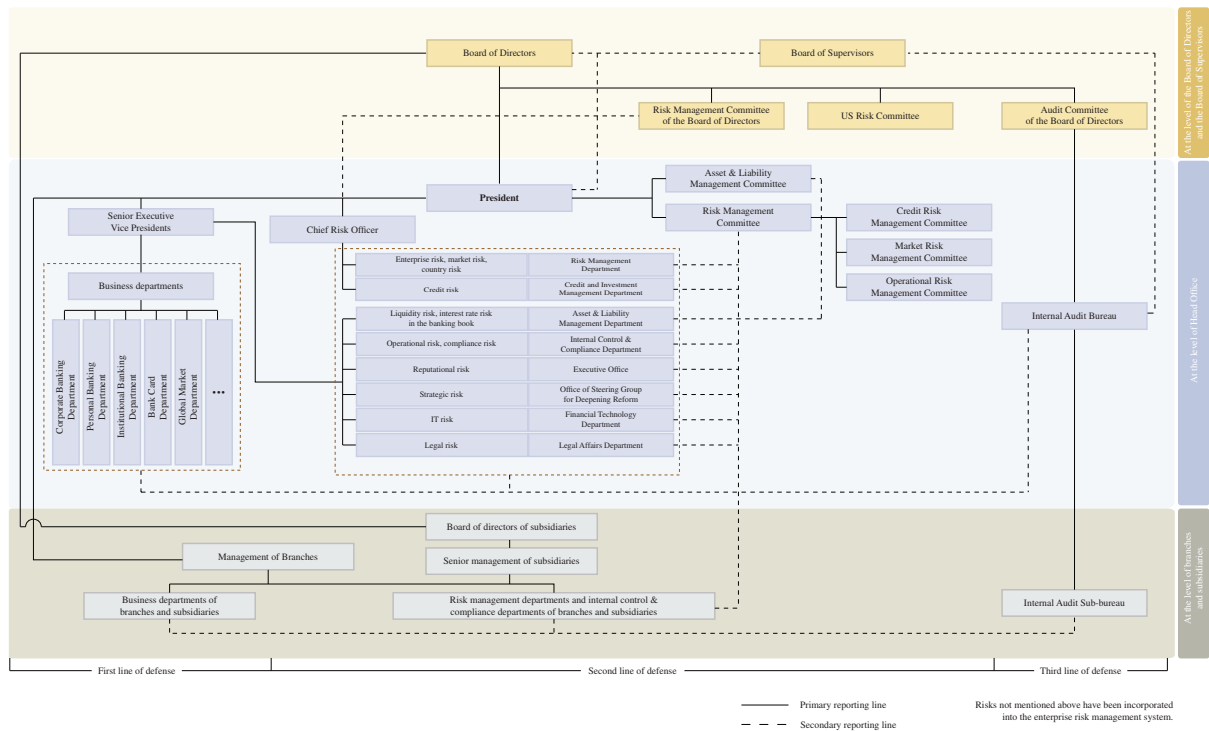 Board of Directors
Board of Supervisors
Risk Management Committee
of the Board of Directors
US Risk Committee
Audit Committee
of the Board of Directors
At the level of the Board of Directors
and the Board of Supervisors
President
Asset & Liability
Management Committee
Risk Management
Committee
Senior Executive
Vice Presidents
Chief Risk Officer
Credit Risk
Management Committee
Market Risk
Management Committee
Operational Risk
Management Committee
Business departments
Corporate Banking
Department
Personal Banking
Department
Institutional Banking
Department
Bank Card
Department
Global Market
Department
...
Enterprise risk, market risk,
country risk
Risk Management
Department
Credit risk
Credit and Investment
Management Department
Liquidity risk, interest rate risk
in the banking book
Asset & Liability
Management Department
Operational risk, compliance risk
Internal Control &
Compliance Department
Reputational risk
Executive Office
Strategic risk
Office of Steering Group
for Deepening Reform
IT risk
Financial Technology
Department
Legal risk
Legal Affairs Department
Internal Audit Bureau
At the level of Head Office
Board of directors of subsidiaries
Management of Branches
Senior management of subsidiaries
Business departments of
branches and subsidiaries
Risk management departments and internal control &
compliance departments of branches and subsidiaries
Internal Audit Sub-bureau
At the level of branches
and subsidiaries
First line of defense
Second line of defense
Third line of defense
Primary reporting line
Secondary reporting line
Risks not mentioned above have been incorporated
into the enterprise risk management system.